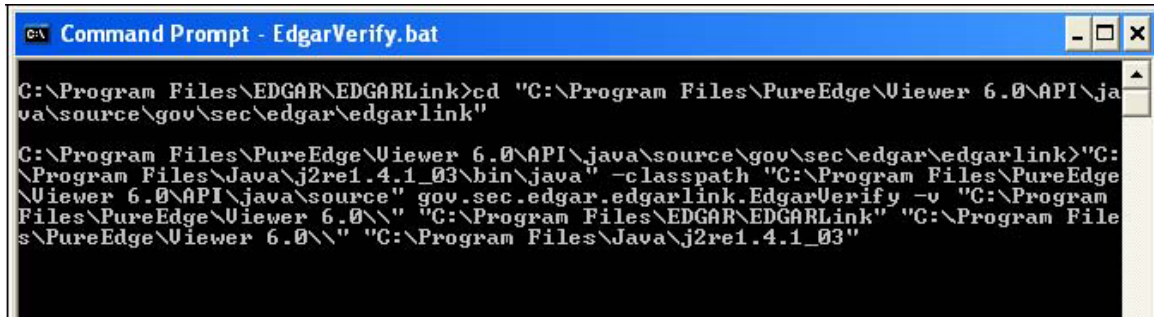 C:\ Command Prompt - EdgarVerify.bat
C:\Program Files\EDGAR\EDGARLink>cd "C:\Program Files\PureEdge\Viewer 6.0\API\ja
va\source\gov\sec\edgar\edgarlink"
C:\Program Files\PureEdge\Viewer 6.0\API\java\source\gov\sec\edgar\edgarlink>"C:
\Program Files\Java\j2re1.4.1_03\bin\java" -classpath "C:\Program Files\PureEdge
\Viewer 6.0\API\java\source" gov.sec.edgar.edgarlink.EdgarVerify -v "C:\Program
Files\PureEdge\Viewer 6.0\\" "C:\Program Files\EDGAR\EDGARLink" "C:\Program File
s\PureEdge\Viewer 6.0\\" "C:\Program Files\Java\j2re1.4.1_03"